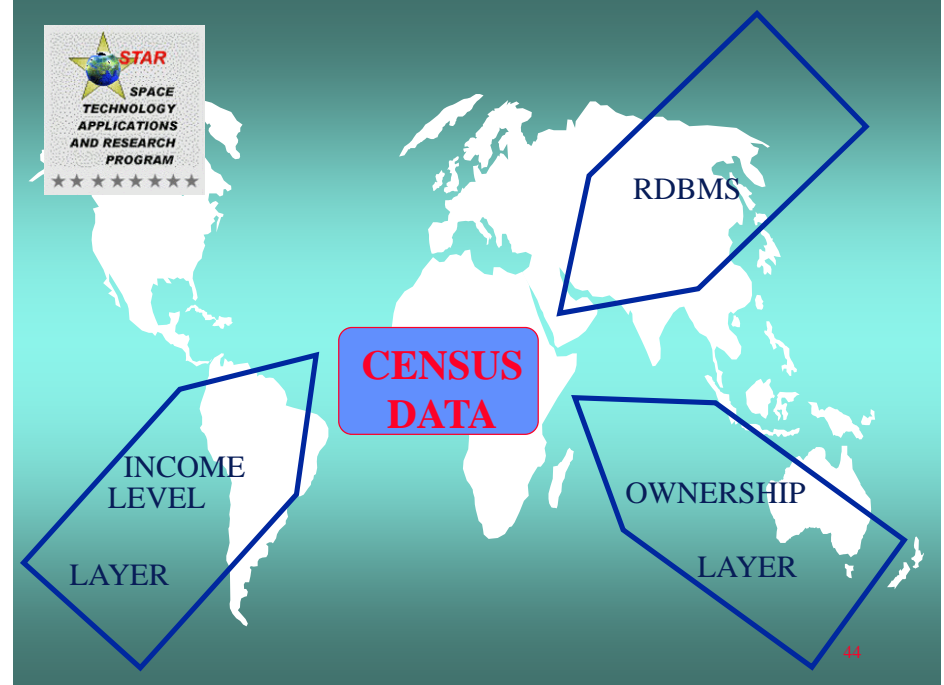 STAR
SPACE
TECHNOLOGY
APPLICATIONS
AND RESEARCH
PROGRAM
RDBMS
CENSUS
DATA
INCOME
LEVEL
LAYER
OWNERSHIP
LAYER
44